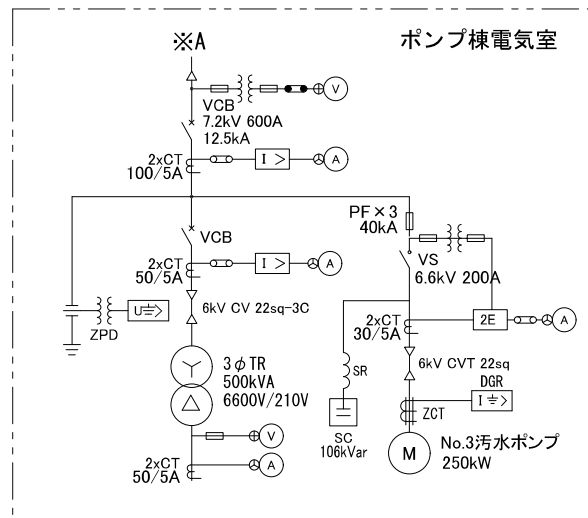 ※A
ポンプ棟電気室
V
VCB
7.2kV 600A
12.5kA
2xCT
100/5A
I >
A
PF×3
40kA
VCB
VS
6.6kV 200A
2xCT
50/5A
I >
A
6kV CV 22sq-3C
U⏚>
ZPD
2xCT
30/5A
2E
A
3φTR
500kVA
6600V/210V
SR
6kV CVT 22sq
DGR
I⏚>
ZCT
SC
106kVar
M
No.3汚水ポンプ
250kW
V
2xCT
50/5A
A